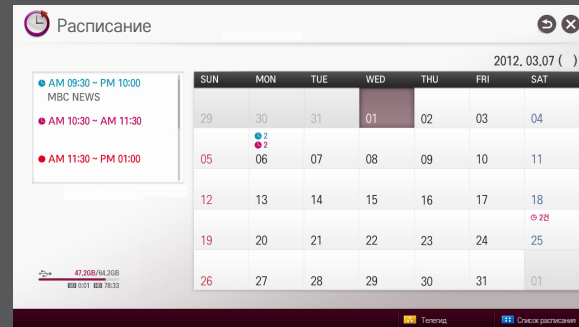 Расписание
2012. 03.07 ( )
AM 09:30 ~ PM 10:00
MBC NEWS
AM 10:30 ~ AM 11:30
AM 11:30 ~ PM 01:00
SUN MON TUE WED THU FRI SAT
29 30 31 01 02 03 04
2
2
05 06 07 08 09 10 11
12 13 14 15 16 17 18
2건
19 20 21 22 23 24 25
26 27 28 29 30 31 01
47,2GB/64,2GB
SD 0:01 HD 78:33
Телегид Список расписания